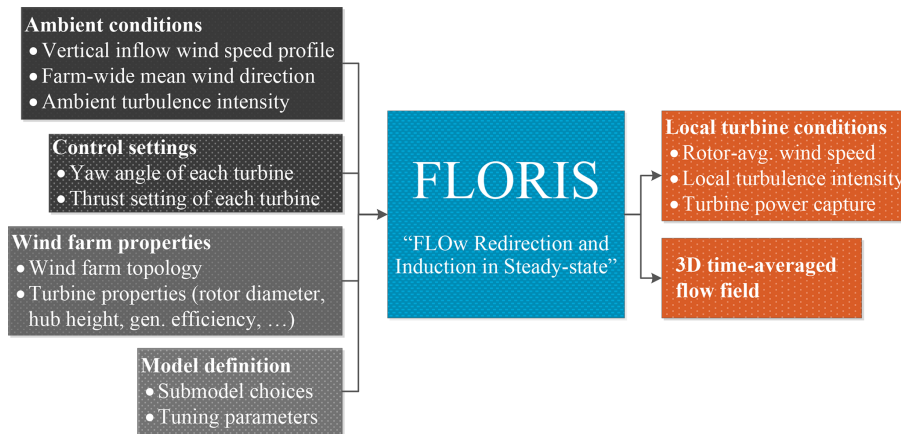 Ambient conditions
• Vertical inflow wind speed profile
• Farm-wide mean wind direction
• Ambient turbulence intensity
Control settings
• Yaw angle of each turbine
• Thrust setting of each turbine
Wind farm properties
• Wind farm topology
• Turbine properties (rotor diameter,
hub height, gen. efficiency, …)
Model definition
• Submodel choices
• Tuning parameters
FLORIS
“FLOw Redirection and
Induction in Steady-state”
Local turbine conditions
• Rotor-avg. wind speed
• Local turbulence intensity
• Turbine power capture
3D time-averaged
flow field